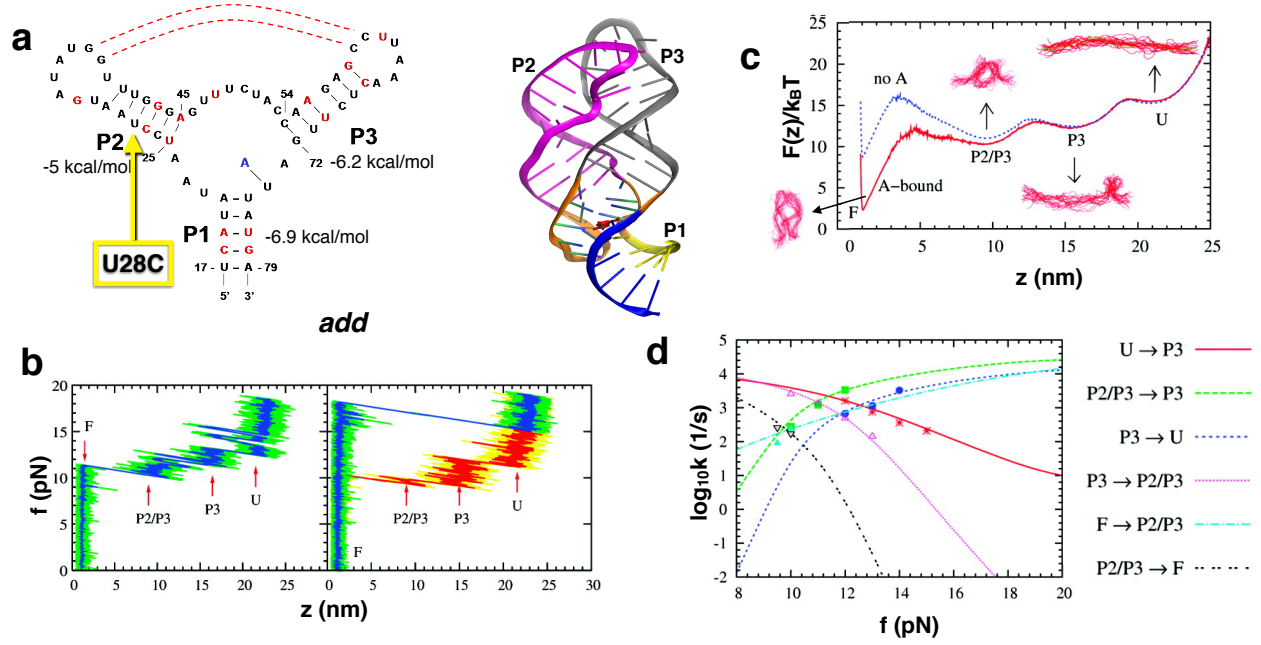 a
U C A U A U A A U C C U A A U G A U A U G G U U U G G G A G U U U C U A C C A A G A G C C U U A A A C U C U U G A U U A U G A
A
45
54
25
72
P2
-5 kcal/mol
P3
-6.2 kcal/mol
P1
-6.9 kcal/mol
17
79
5'
3'
U28C
add
P2
P3
P1
c
F(z)/kBT
25
20
15
10
5
0
no A
A-bound
F
P2/P3
P3
U
0 5 10 15 20 25
z (nm)
b
f (pN)
20
15
10
5
0
F
P2/P3
P3
U
F
P2/P3
P3
U
0 5 10 15 20 25 0 5 10 15 20 25 30
z (nm)
d
log10k (1/s)
5
4
3
2
1
0
-1
-2
8 10 12 14 16 18 20
f (pN)
U → P3
P2/P3 → P3
P3 → U
P3 → P2/P3
F → P2/P3
P2/P3 → F